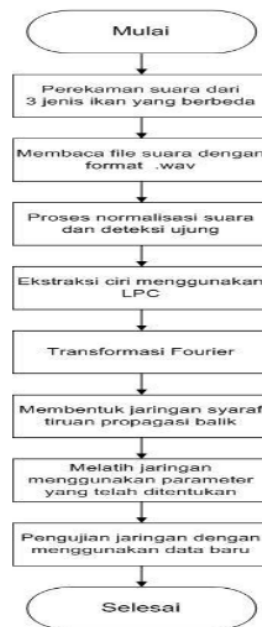 Mulai
Perekaman suara dari
3 jenis ikan yang berbeda
Membaca file suara dengan
format .wav
Proses normalisasi suara
dan deteksi ujung
Ekstraksi ciri menggunakan
LPC
Transformasi Fourier
Membentuk jaringan syaraf
tiruan propagasi balik
Melatih jaringan
menggunakan parameter
yang telah ditentukan
Pengujian jaringan dengan
menggunakan data baru
Selesai